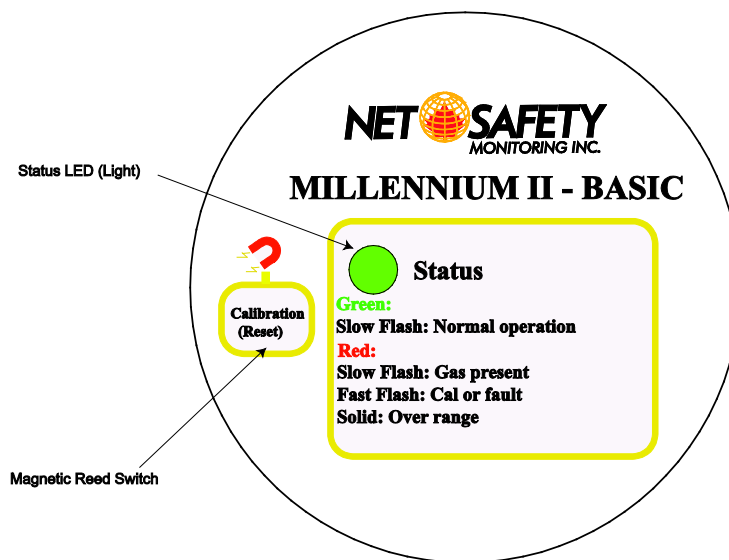 NET SAFETY
MONITORING INC.
MILLENNIUM II - BASIC
Status LED (Light)
Status
Green:
Slow Flash: Normal operation
Red:
Slow Flash: Gas present
Fast Flash: Cal or fault
Solid: Over range
Calibration
(Reset)
Magnetic Reed Switch